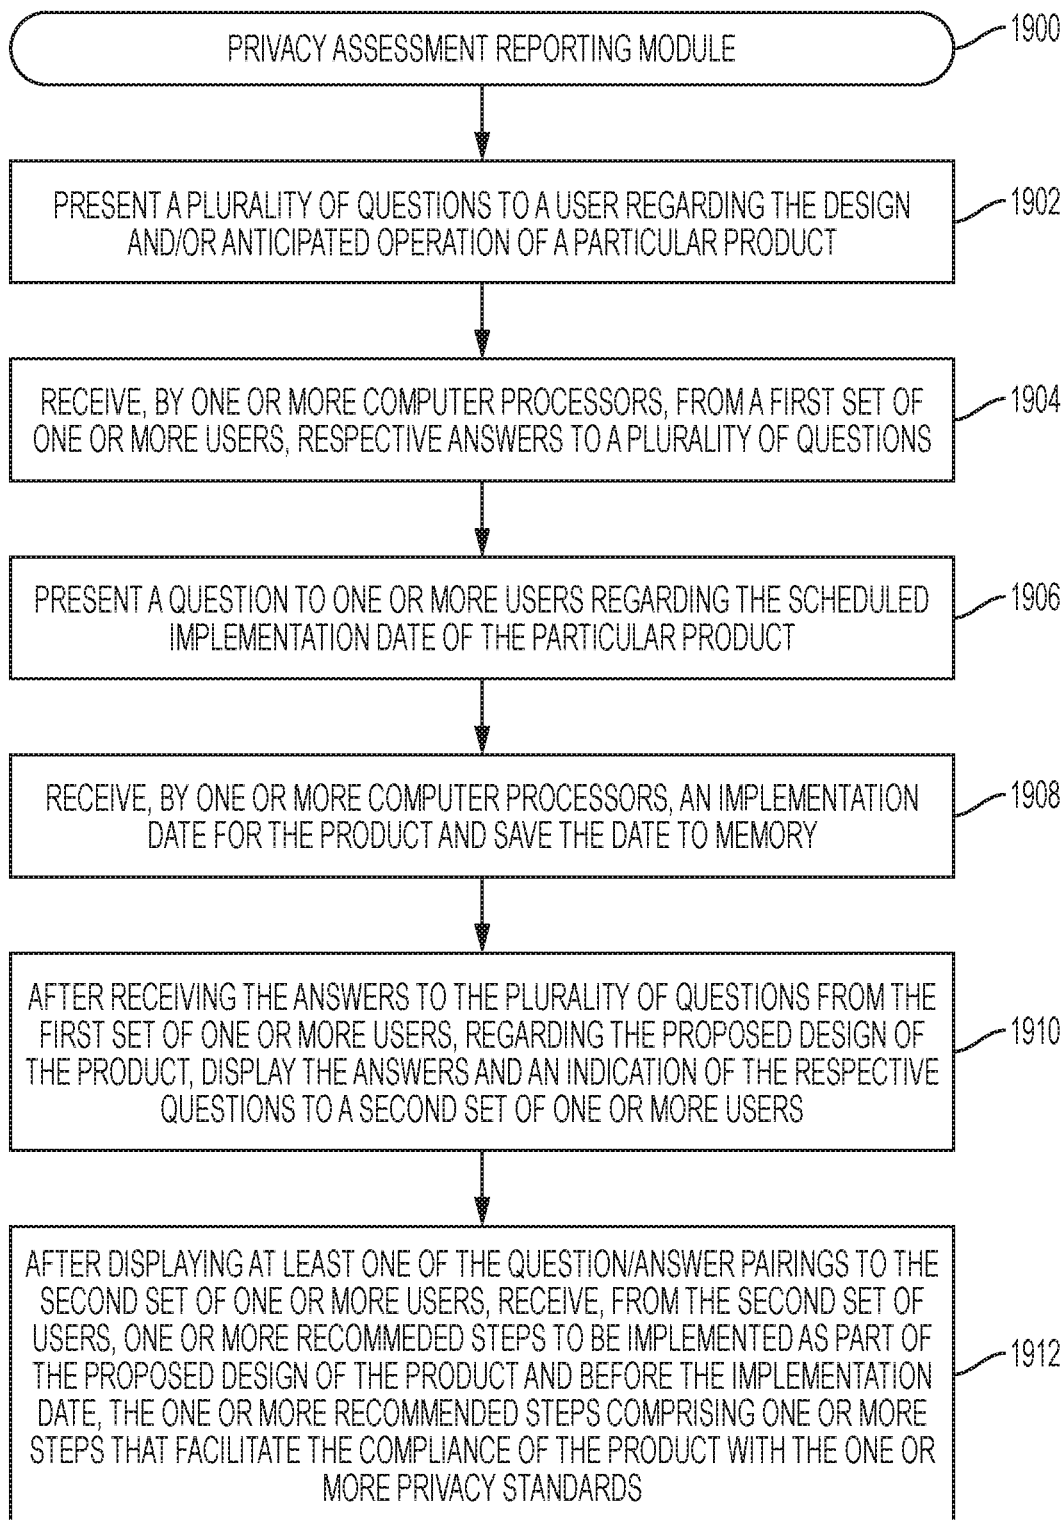 PRIVACY ASSESSMENT REPORTING MODULE
1900
PRESENT A PLURALITY OF QUESTIONS TO A USER REGARDING THE DESIGN
AND/OR ANTICIPATED OPERATION OF A PARTICULAR PRODUCT
1902
RECEIVE, BY ONE OR MORE COMPUTER PROCESSORS, FROM A FIRST SET OF
ONE OR MORE USERS, RESPECTIVE ANSWERS TO A PLURALITY OF QUESTIONS
1904
PRESENT A QUESTION TO ONE OR MORE USERS REGARDING THE SCHEDULED
IMPLEMENTATION DATE OF THE PARTICULAR PRODUCT
1906
RECEIVE, BY ONE OR MORE COMPUTER PROCESSORS, AN IMPLEMENTATION
DATE FOR THE PRODUCT AND SAVE THE DATE TO MEMORY
1908
AFTER RECEIVING THE ANSWERS TO THE PLURALITY OF QUESTIONS FROM THE
FIRST SET OF ONE OR MORE USERS, REGARDING THE PROPOSED DESIGN OF
THE PRODUCT, DISPLAY THE ANSWERS AND AN INDICATION OF THE RESPECTIVE
QUESTIONS TO A SECOND SET OF ONE OR MORE USERS
1910
AFTER DISPLAYING AT LEAST ONE OF THE QUESTION/ANSWER PAIRINGS TO THE
SECOND SET OF ONE OR MORE USERS, RECEIVE, FROM THE SECOND SET OF
USERS, ONE OR MORE RECOMMEDED STEPS TO BE IMPLEMENTED AS PART OF
THE PROPOSED DESIGN OF THE PRODUCT AND BEFORE THE IMPLEMENTATION
DATE, THE ONE OR MORE RECOMMENDED STEPS COMPRISING ONE OR MORE
STEPS THAT FACILITATE THE COMPLIANCE OF THE PRODUCT WITH THE ONE OR
MORE PRIVACY STANDARDS
1912